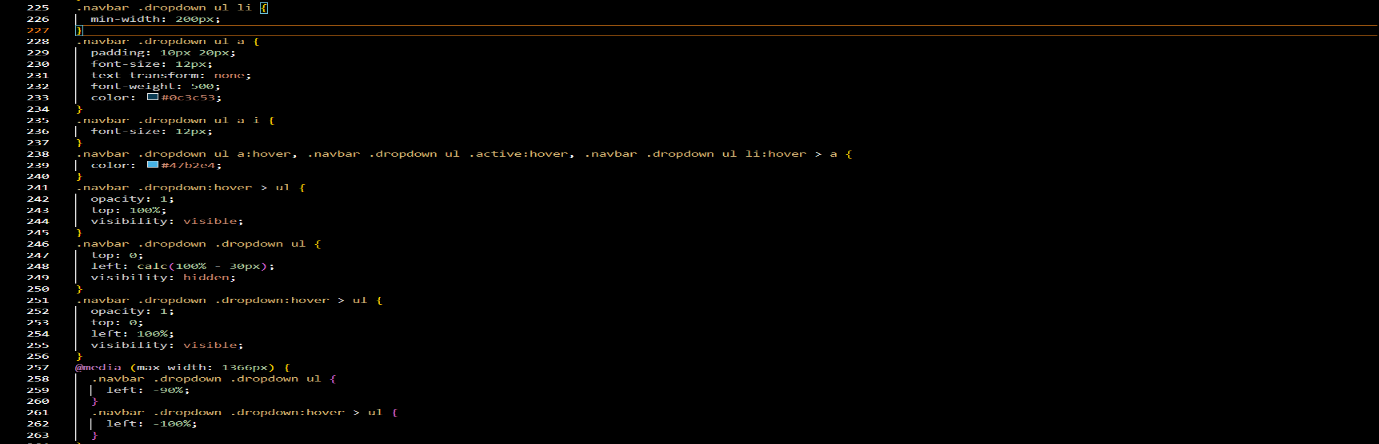 225 .navbar .dropdown ul li {
226 min-width: 200px;
227 }
228 .navbar .dropdown ul a {
229 padding: 10px 20px;
230 font-size: 12px;
231 text-transform: none;
232 font-weight: 500;
233 color: #0c3c53;
234 }
235 .navbar .dropdown ul a i {
236 font-size: 12px;
237 }
238 .navbar .dropdown ul a:hover, .navbar .dropdown ul .active:hover, .navbar .dropdown ul li:hover > a {
239 color: #47b2e4;
240 }
241 .navbar .dropdown:hover > ul {
242 opacity: 1;
243 top: 100%;
244 visibility: visible;
245 }
246 .navbar .dropdown .dropdown ul {
247 top: 0;
248 left: calc(100% - 30px);
249 visibility: hidden;
250 }
251 .navbar .dropdown .dropdown:hover > ul {
252 opacity: 1;
253 top: 0;
254 left: 100%;
255 visibility: visible;
256 }
257 @media (max-width: 1366px) {
258 .navbar .dropdown .dropdown ul {
259 left: -90%;
260 }
261 .navbar .dropdown .dropdown:hover > ul {
262 left: -100%;
263 }